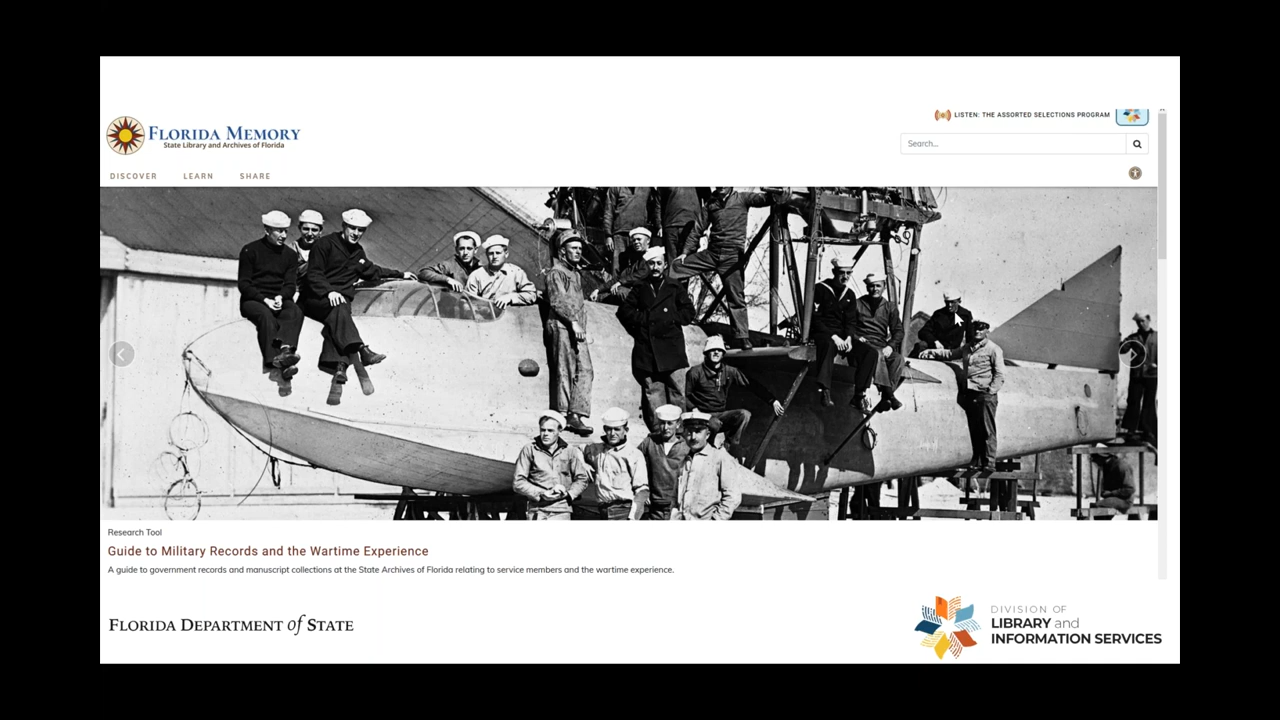 LISTEN: THE ASSORTED SELECTIONS PROGRAM
FLORIDA MEMORY
State Library and Archives of Florida
Search...
DISCOVER LEARN SHARE
Research Tool
Guide to Military Records and the Wartime Experience
A guide to government records and manuscript collections at the State Archives of Florida relating to service members and the wartime experience.
FLORIDA DEPARTMENT of STATE
DIVISION OF
LIBRARY and
INFORMATION SERVICES